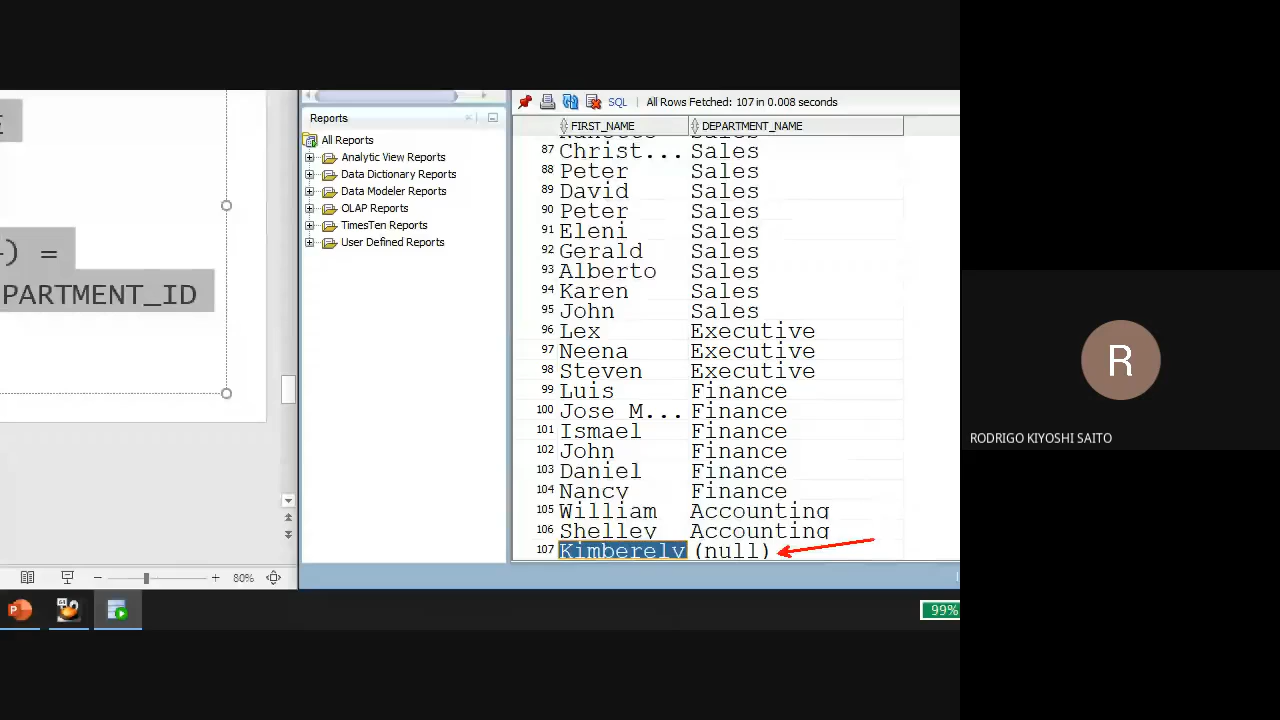 ) =
PARTMENT_ID
80%
Reports
All Reports
Analytic View Reports
Data Dictionary Reports
Data Modeler Reports
OLAP Reports
TimesTen Reports
User Defined Reports
SQL | All Rows Fetched: 107 in 0.008 seconds
FIRST_NAME DEPARTMENT_NAME
87 Christ... Sales
88 Peter Sales
89 David Sales
90 Peter Sales
91 Eleni Sales
92 Gerald Sales
93 Alberto Sales
94 Karen Sales
95 John Sales
96 Lex Executive
97 Neena Executive
98 Steven Executive
99 Luis Finance
100 Jose M... Finance
101 Ismael Finance
102 John Finance
103 Daniel Finance
104 Nancy Finance
105 William Accounting
106 Shelley Accounting
107 Kimberely (null)
99%
R
RODRIGO KIYOSHI SAITO